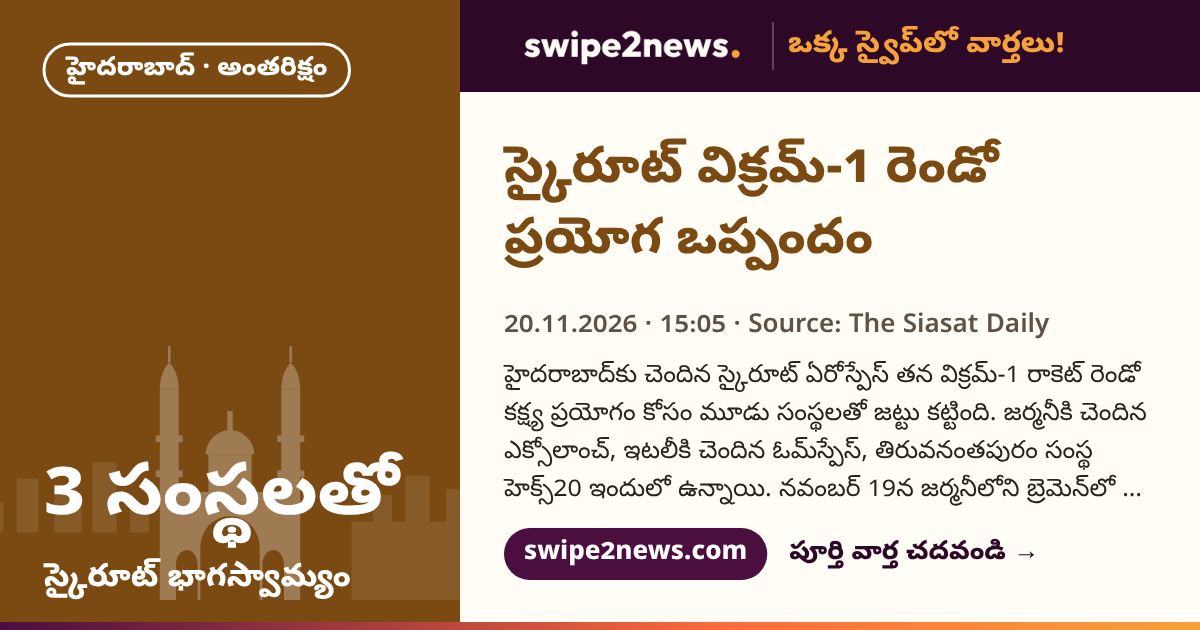 హైదరాబాద్ · అంతరిక్షం
3 సంస్థలతో
స్కైరూట్ భాగస్వామ్యం
swipe2news.
ఒక్క స్వైప్‌లో వార్తలు!
స్కైరూట్ విక్రమ్-1 రెండో
ప్రయోగ ఒప్పందం
20.11.2026 · 15:05 · Source: The Siasat Daily
హైదరాబాద్‌కు చెందిన స్కైరూట్ ఏరోస్పేస్ తన విక్రమ్-1 రాకెట్ రెండో
కక్ష్య ప్రయోగం కోసం మూడు సంస్థలతో జట్టు కట్టింది. జర్మనీకి చెందిన
ఎక్సోలాంచ్, ఇటలీకి చెందిన ఓమ్‌స్పేస్, తిరువనంతపురం సంస్థ
హెక్స్20 ఇందులో ఉన్నాయి. నవంబర్ 19న జర్మనీలోని బ్రెమెన్‌లో ...
swipe2news.com
పూర్తి వార్త చదవండి →